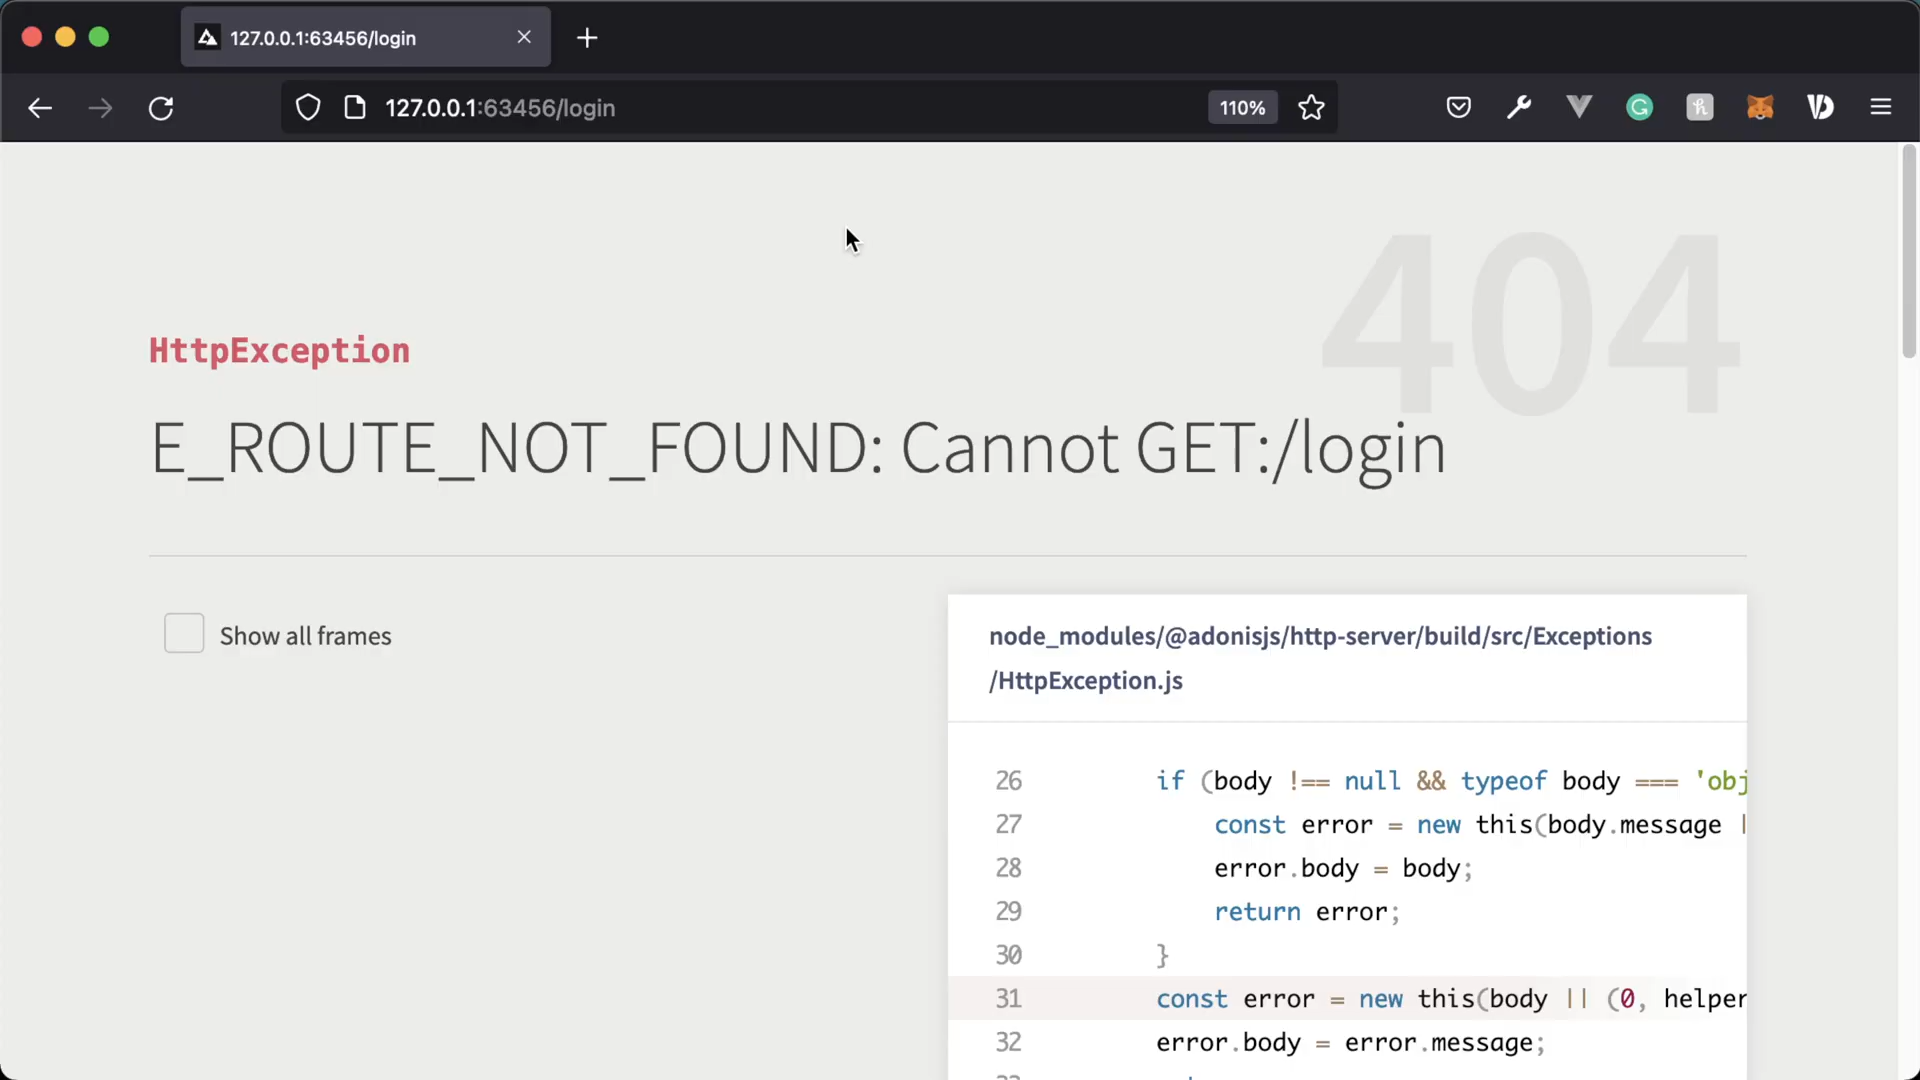 127.0.0.1:63456/login
127.0.0.1:63456/login
110%
404
HttpException
E_ROUTE_NOT_FOUND: Cannot GET:/login
Show all frames
node_modules/@adonisjs/http-server/build/src/Exceptions
/HttpException.js
26 if (body !== null && typeof body === 'obj
27 const error = new this(body.message |
28 error.body = body;
29 return error;
30 }
31 const error = new this(body || (0, helper
32 error.body = error.message;